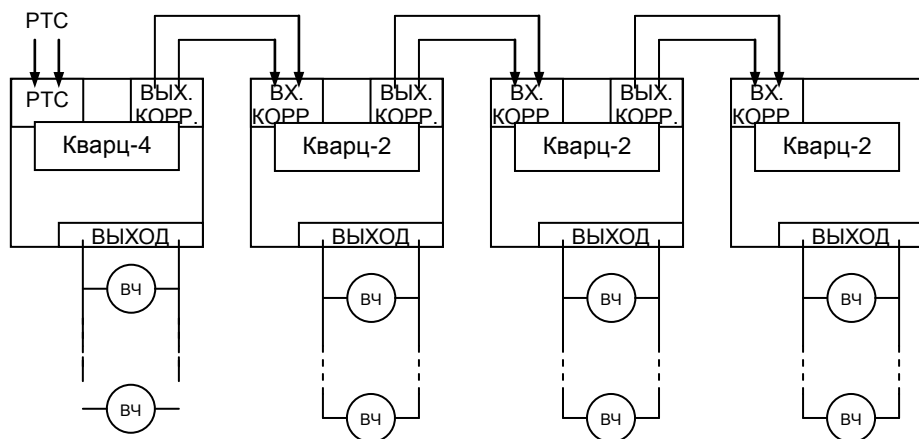 РТС
РТС
ВЫХ.
КОРР.
Кварц-4
ВЫХОД
ВЧ
ВЧ
ВХ.
КОРР.
ВЫХ.
КОРР.
Кварц-2
ВЫХОД
ВЧ
ВЧ
ВХ.
КОРР.
ВЫХ.
КОРР.
Кварц-2
ВЫХОД
ВЧ
ВЧ
ВХ.
КОРР.
Кварц-2
ВЫХОД
ВЧ
ВЧ